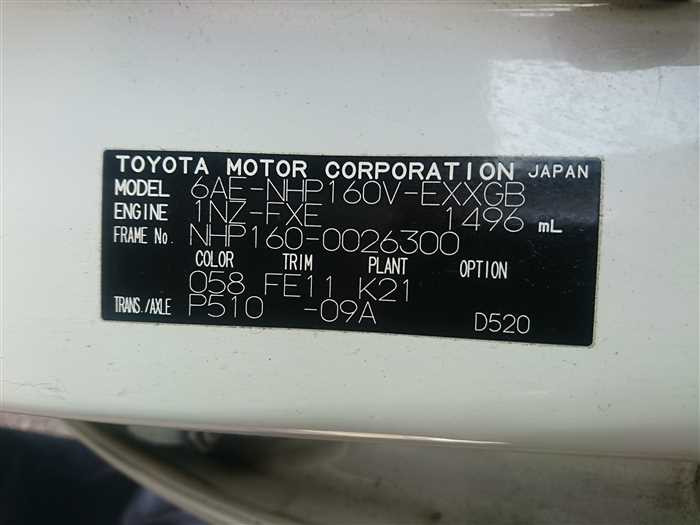 TOYOTA MOTOR CORPORATION JAPAN
MODEL 6AE-NHP160V-EXXGB
ENGINE 1NZ-FXE 1496 mL
FRAME No. NHP160-0026300
COLOR TRIM PLANT OPTION
058 FE11 K21
TRANS./AXLE P510 -09A D520